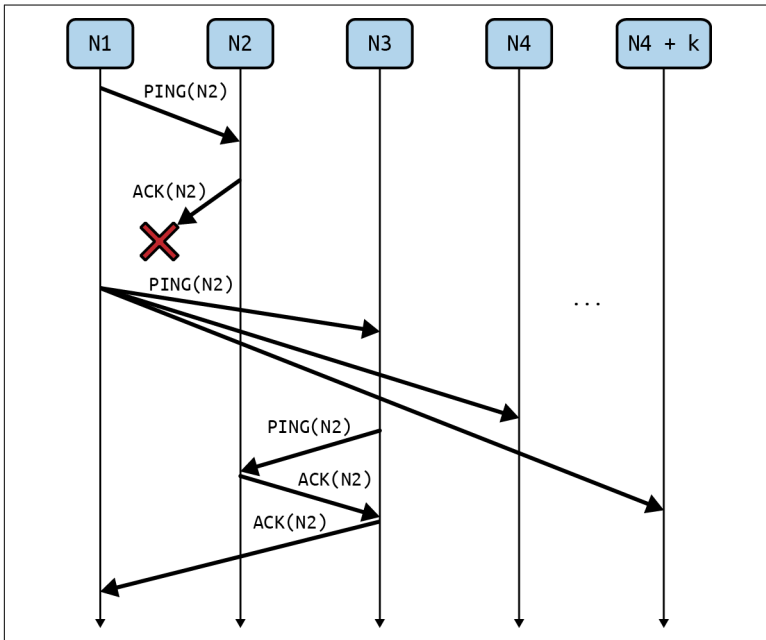 N1
N2
N3
N4
N4 + k
PING(N2)
ACK(N2)
PING(N2)
...
PING(N2)
ACK(N2)
ACK(N2)